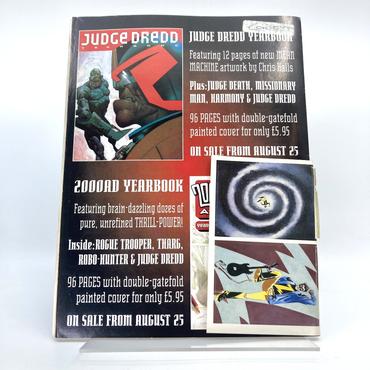 JUDGE DREDD
YEARBOOK
JUDGE DREDD YEARBOOK
Featuring 12 pages of new MEAN
MACHINE artwork by Chris Halls
Plus:JUDGE DEATH, MISSIONARY
MAN, HARMONY & JUDGE DREDD
96 PAGES with double-gatefold
painted cover for only £5.95
ON SALE FROM AUGUST 25
2000AD YEARBOOK
Featuring brain-dazzling dozes of
pure, unrefined THRILL-POWER!
Inside:ROGUE TROOPER, THARG,
ROBO-HUNTER & JUDGE DREDD
96 PAGES with double-gatefold
painted cover for only £5.95
ON SALE FROM AUGUST 25